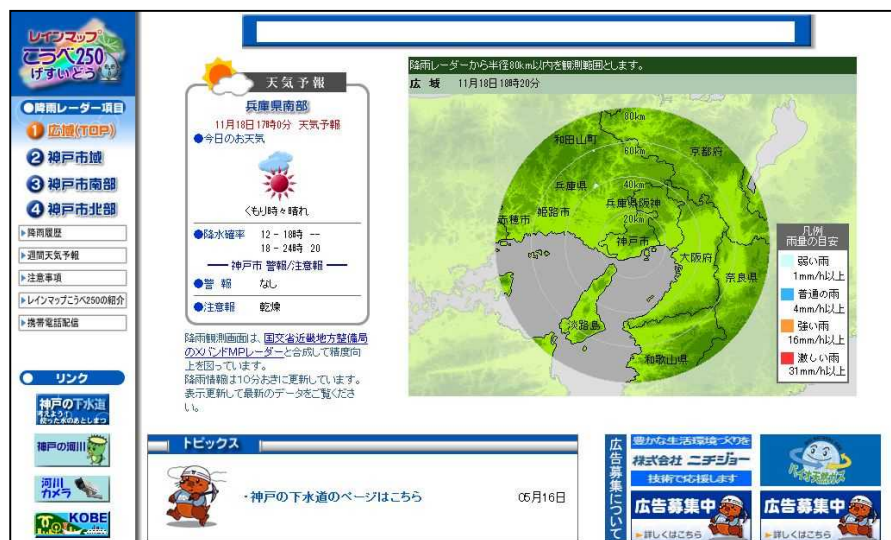 レインマップ
こうべ250
げすいどう
●降雨レーダー項目
1 広域(TOP)
2 神戸市域
3 神戸市南部
4 神戸市北部
降雨履歴
週間天気予報
注意事項
レインマップこうべ250の紹介
携帯電話配信
リンク
神戸の下水道
考えよう!
使った水のあとしまつ
神戸の河川
河川
カメラ
KOBE
天気予報
兵庫県南部
11月18日17時0分 天気予報
●今日のお天気
くもり時々晴れ
●降水確率 12 - 18時 --
18 - 24時 20
神戸市 警報/注意報
●警 報 なし
●注意報 乾燥
降雨観測画面は、国交省近畿地方整備局
のXバンドMPレーダーと合成して精度向
上を図っています。
降雨情報は10分おきに更新しています。
表示更新して最新のデータをご覧くださ
い。
降雨レーダーから半径80km以内を観測範囲とします。
広 域 11月18日18時20分
80km
和田山町
60km
京都府
兵庫県
40km
兵庫県阪神
赤穂市
姫路市
20km
神戸市
大阪府
奈良県
淡路島
和歌山県
凡例
雨量の目安
弱い雨
1mm/h以上
普通の雨
4mm/h以上
強い雨
16mm/h以上
激しい雨
31mm/h以上
トピックス
・神戸の下水道のページはこちら 05月16日
広告募集について
豊かな生活環境づくりを
株式会社 ニチジョー
技術で応援します
バイオ天然ガス
広告募集中
詳しくはこちら
広告募集中
詳しくはこちら